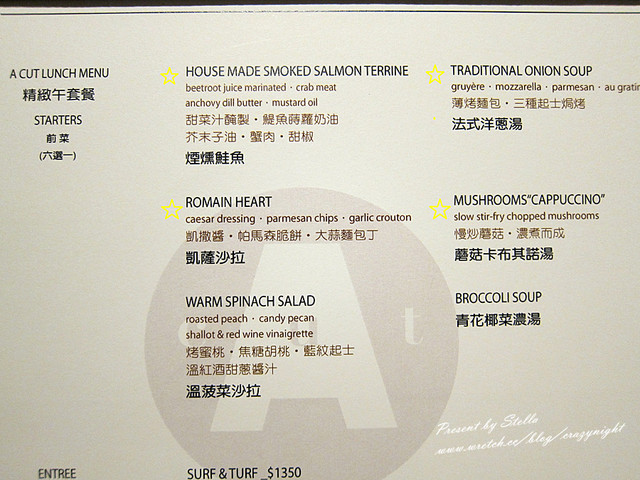 A CUT LUNCH MENU
精緻午套餐
STARTERS
前菜
(六選一)
HOUSE MADE SMOKED SALMON TERRINE
beetroot juice marinated · crab meat
anchovy dill butter · mustard oil
甜菜汁醃製 · 鯷魚蒔蘿奶油
芥末子油 · 蟹肉 · 甜椒
煙燻鮭魚
ROMAIN HEART
caesar dressing · parmesan chips · garlic crouton
凱撒醬 · 帕馬森脆餅 · 大蒜麵包丁
凱薩沙拉
WARM SPINACH SALAD
roasted peach · candy pecan
shallot & red wine vinaigrette
烤蜜桃 · 焦糖胡桃 · 藍紋起士
溫紅酒甜蔥醬汁
溫菠菜沙拉
TRADITIONAL ONION SOUP
gruyère · mozzarella · parmesan · au gratin
薄烤麵包 · 三種起士焗烤
法式洋蔥湯
MUSHROOMS"CAPPUCCINO"
slow stir-fry chopped mushrooms
慢炒蘑菇 · 濃煮而成
蘑菇卡布其諾湯
BROCCOLI SOUP
青花椰菜濃湯
A
c u t
Present by Stella
www.wretch.cc/blog/crazynight
ENTREE
SURF & TURF _$1350